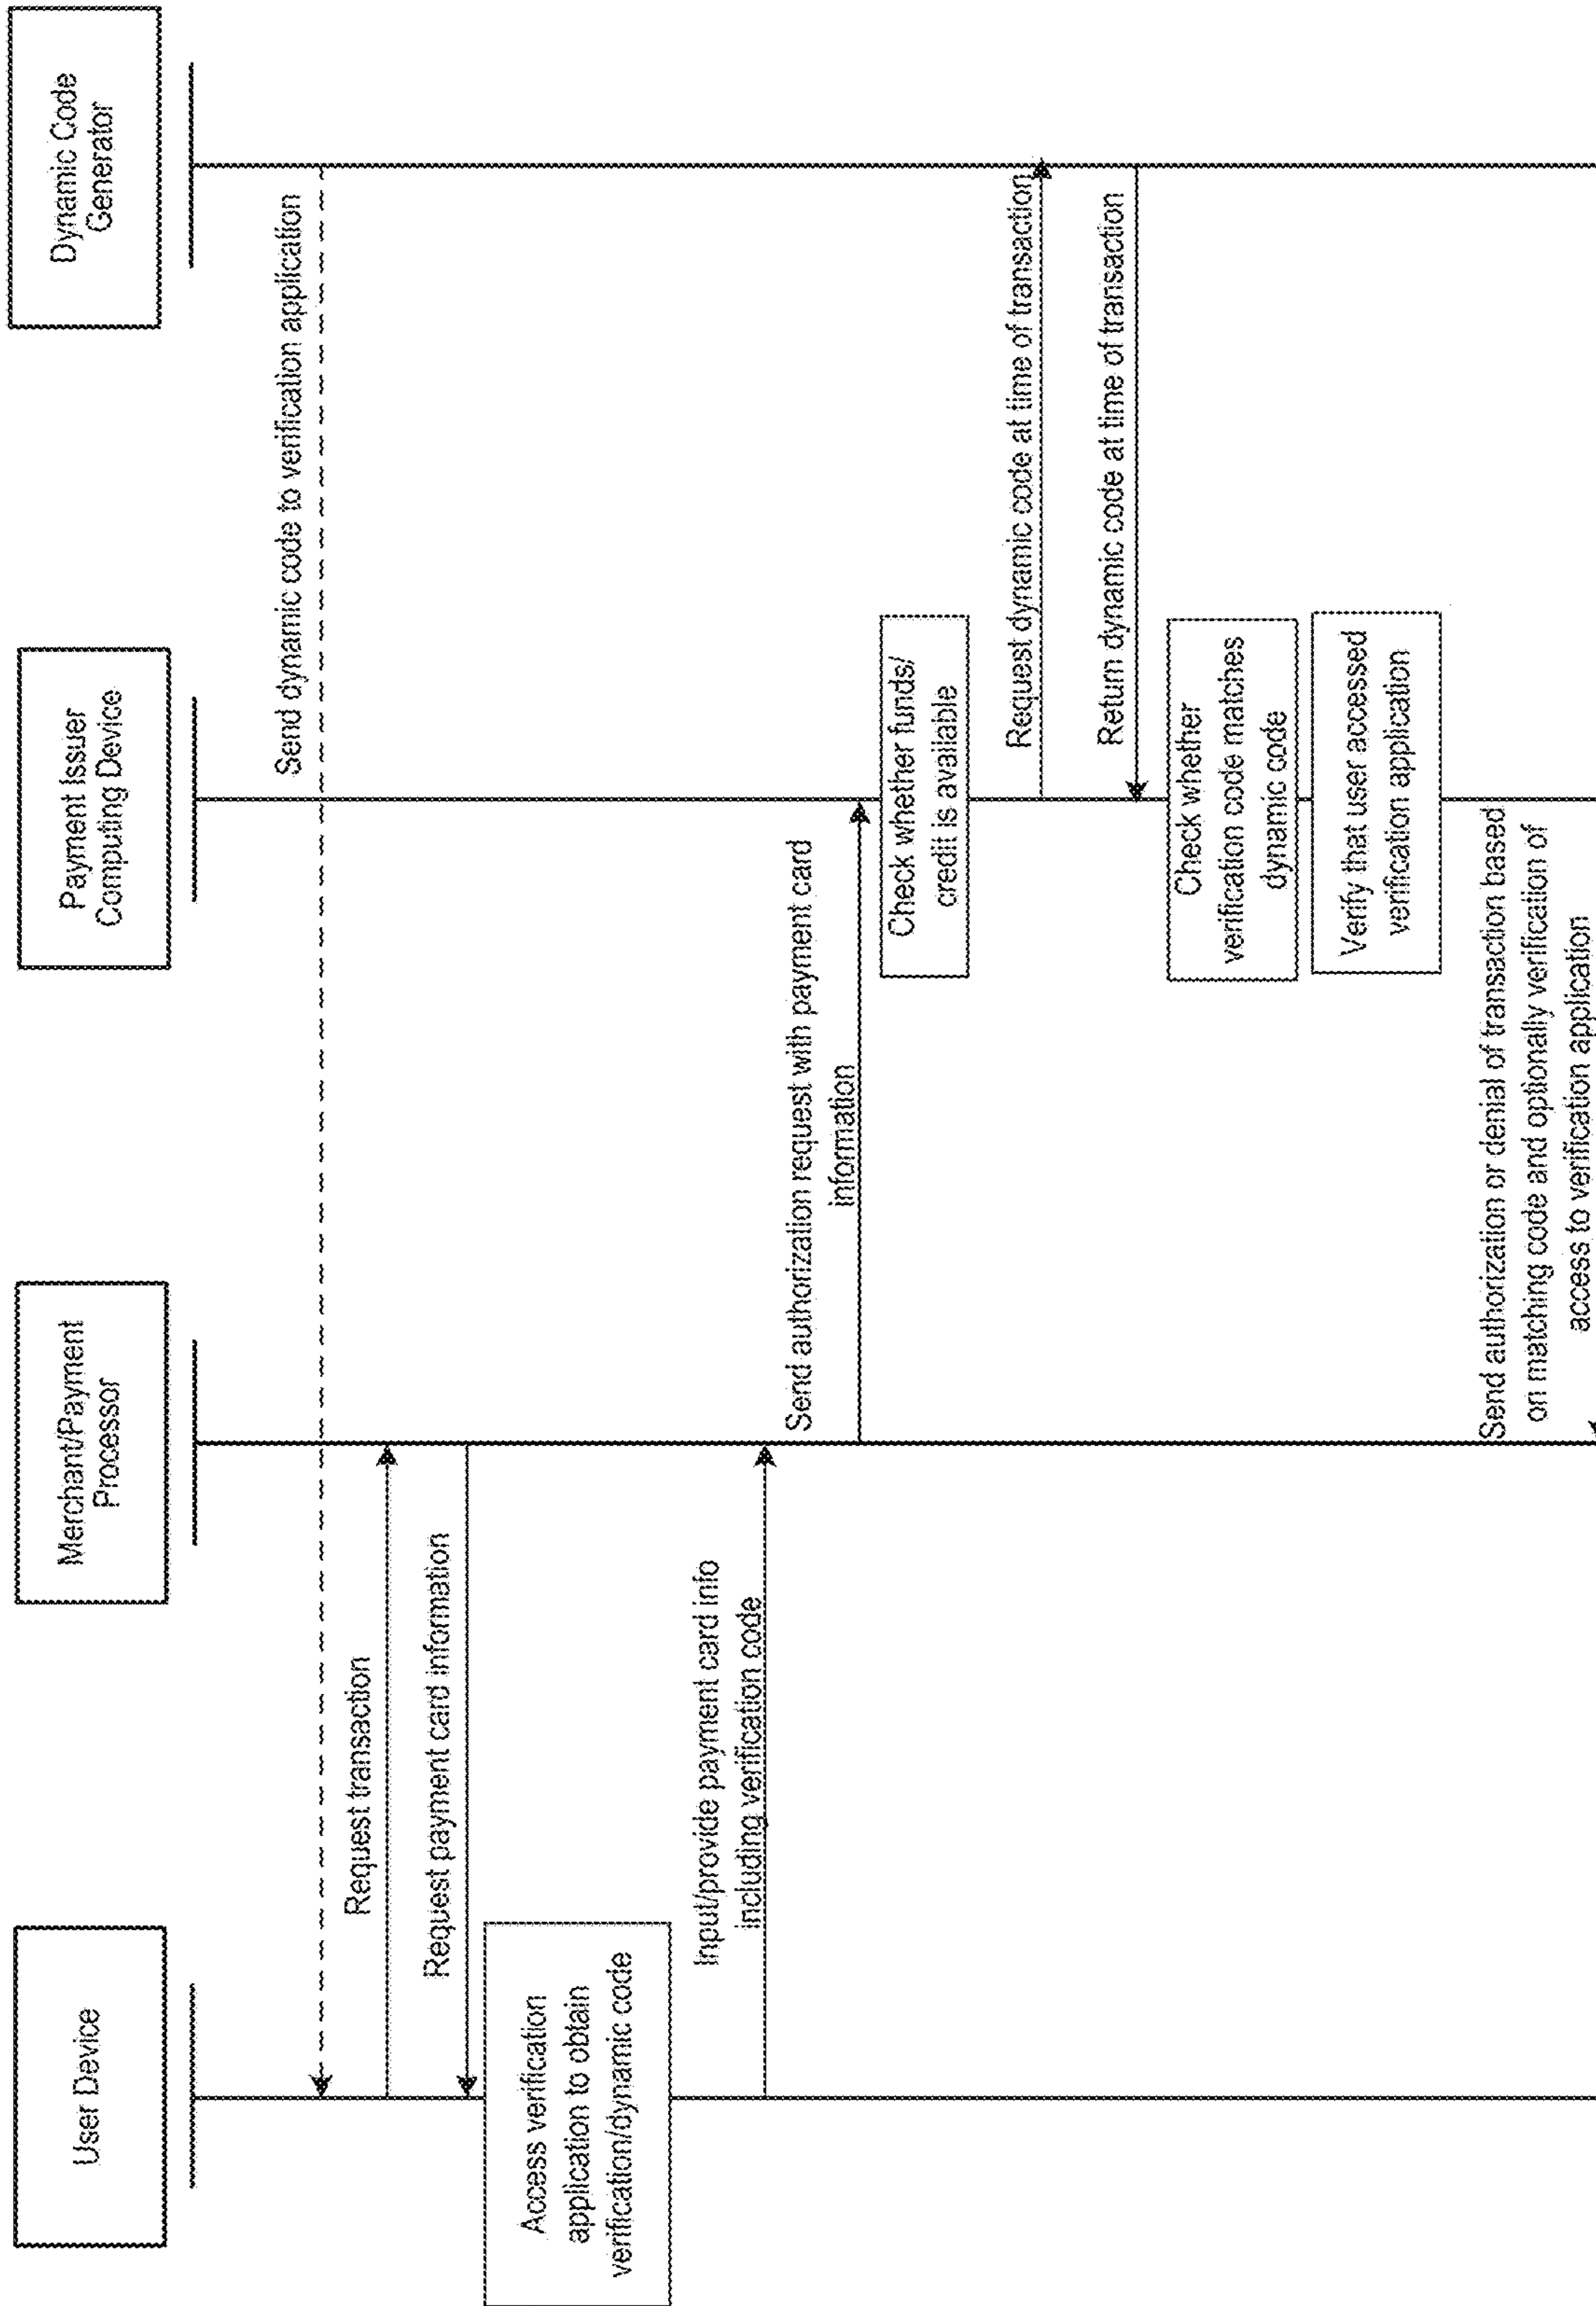 User Device
Merchant/Payment
Processor
Payment Issuer
Computing Device
Dynamic Code
Generator
Send dynamic code to verification application
Request transaction
Request payment card information
Access verification
application to obtain
verification/dynamic code
Input/provide payment card info
including verification code
Send authorization request with payment card
information
Check whether funds/
credit is available
Request dynamic code at time of transaction
Return dynamic code at time of transaction
Check whether
verification code matches
dynamic code
Verify that user accessed
verification application
Send authorization or denial of transaction based
on matching code and optionally verification of
access to verification application